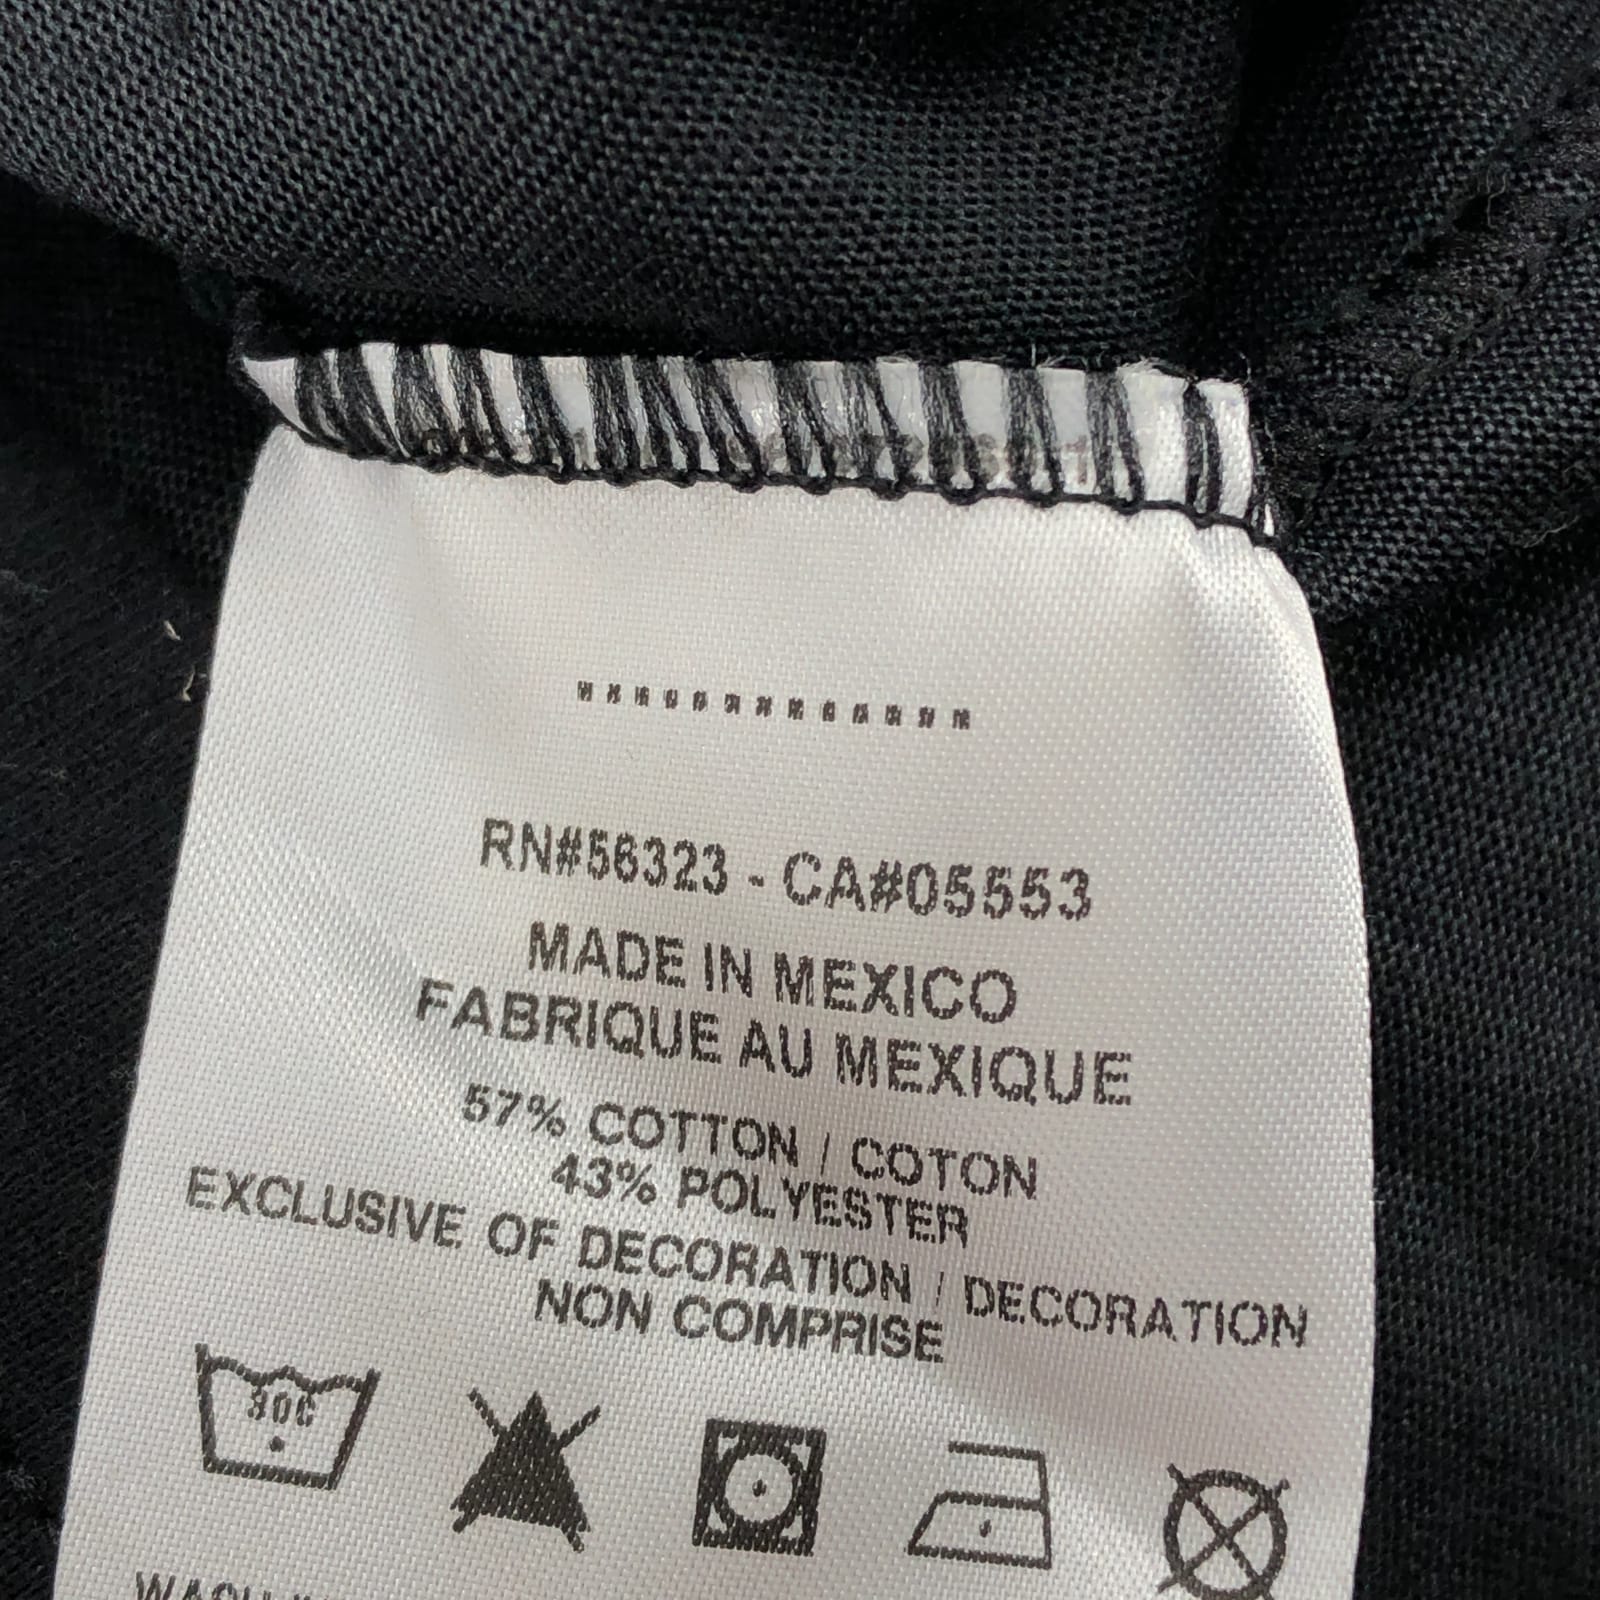 RN#56323 - CA#05553
MADE IN MEXICO
FABRIQUE AU MEXIQUE
57% COTTON / COTON
43% POLYESTER
EXCLUSIVE OF DECORATION / DECORATION
NON COMPRISE
30C